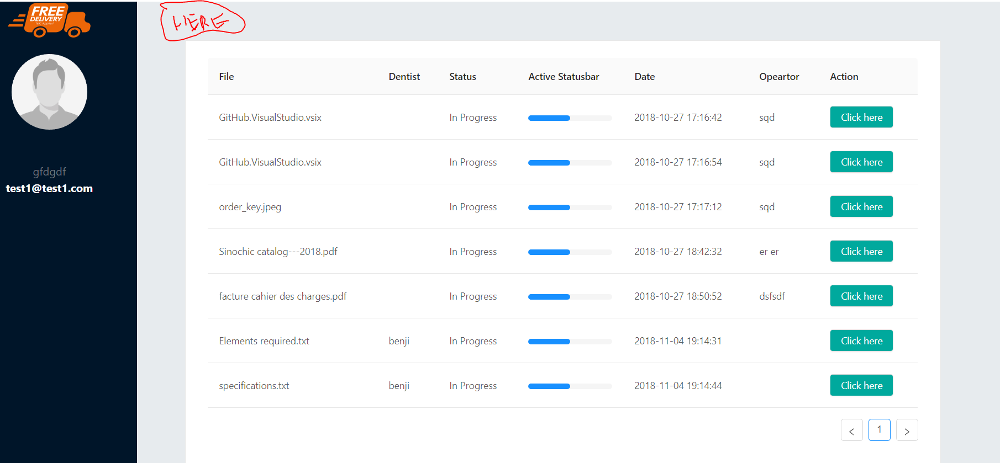 FREE
DELIVERY
T&C Applies*
HERE
gfdgdf
test1@test1.com
File Dentist Status Active Statusbar Date Opeartor Action
GitHub.VisualStudio.vsix In Progress 2018-10-27 17:16:42 sqd Click here
GitHub.VisualStudio.vsix In Progress 2018-10-27 17:16:54 sqd Click here
order_key.jpeg In Progress 2018-10-27 17:17:12 sqd Click here
Sinochic catalog---2018.pdf In Progress 2018-10-27 18:42:32 er er Click here
facture cahier des charges.pdf In Progress 2018-10-27 18:50:52 dsfsdf Click here
Elements required.txt benji In Progress 2018-11-04 19:14:31 Click here
specifications.txt benji In Progress 2018-11-04 19:14:44 Click here
< 1 >